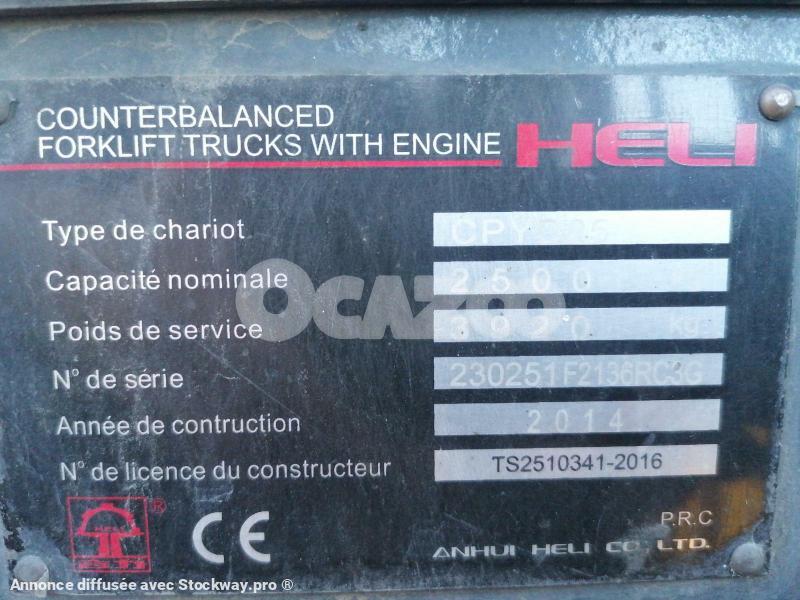 COUNTERBALANCED
FORKLIFT TRUCKS WITH ENGINE HELI
Type de chariot
Capacité nominale 2500
Poids de service kg
N° de série 230251F2136RC3G
Année de contruction 2014
N° de licence du constructeur TS2510341-2016
OCAZOO
HELI ® CE
P.R.C
ANHUI HELI CO., LTD.
Annonce diffusée avec Stockway.pro ®